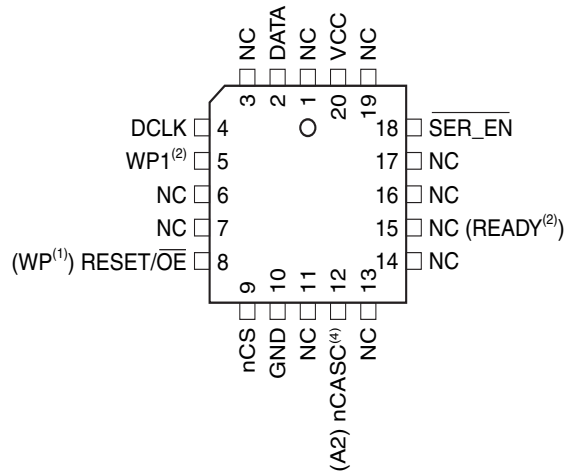 NC
DATA
NC
VCC
NC
3
2
1
20
19
DCLK 4
18 SER_EN
WP1(2) 5
17 NC
NC 6
16 NC
NC 7
15 NC (READY(2))
(WP(1)) RESET/OE 8
14 NC
9
10
11
12
13
nCS
GND
NC
(A2) nCASC(4)
NC